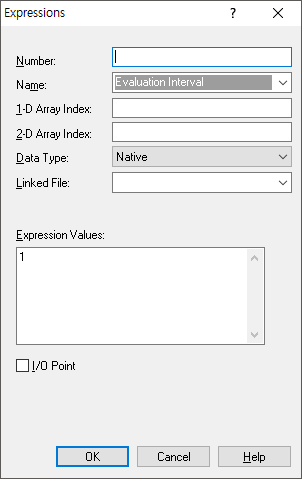 Expressions
Number:
Name: Evaluation Interval
1-D Array Index:
2-D Array Index:
Data Type: Native
Linked File:
Expression Values:
1
I/O Point
OK Cancel Help